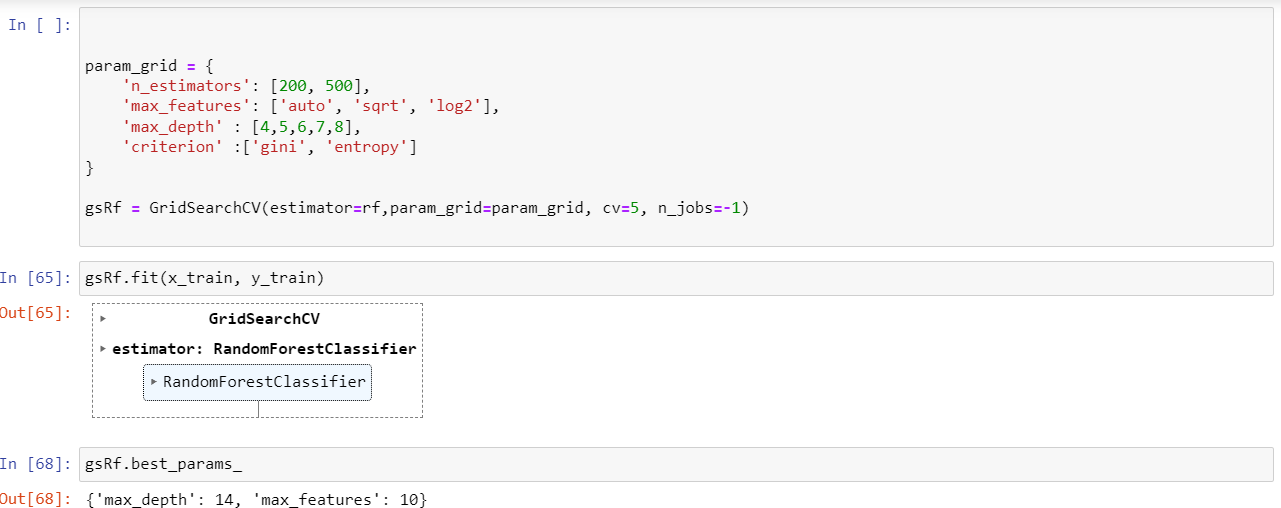 In [ ]:
param_grid = {
    'n_estimators': [200, 500],
    'max_features': ['auto', 'sqrt', 'log2'],
    'max_depth' : [4,5,6,7,8],
    'criterion' :['gini', 'entropy']
}
gsRf = GridSearchCV(estimator=rf,param_grid=param_grid, cv=5, n_jobs=-1)
In [65]: gsRf.fit(x_train, y_train)
Out[65]:
▸ GridSearchCV
▸ estimator: RandomForestClassifier
▸ RandomForestClassifier
In [68]: gsRf.best_params_
Out[68]: {'max_depth': 14, 'max_features': 10}